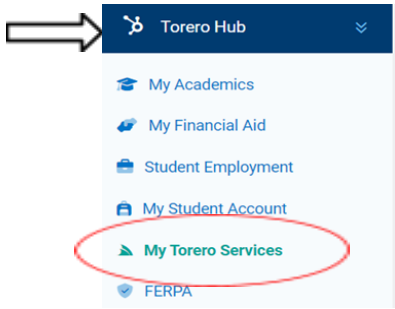 Torero Hub
My Academics
My Financial Aid
Student Employment
My Student Account
My Torero Services
FERPA